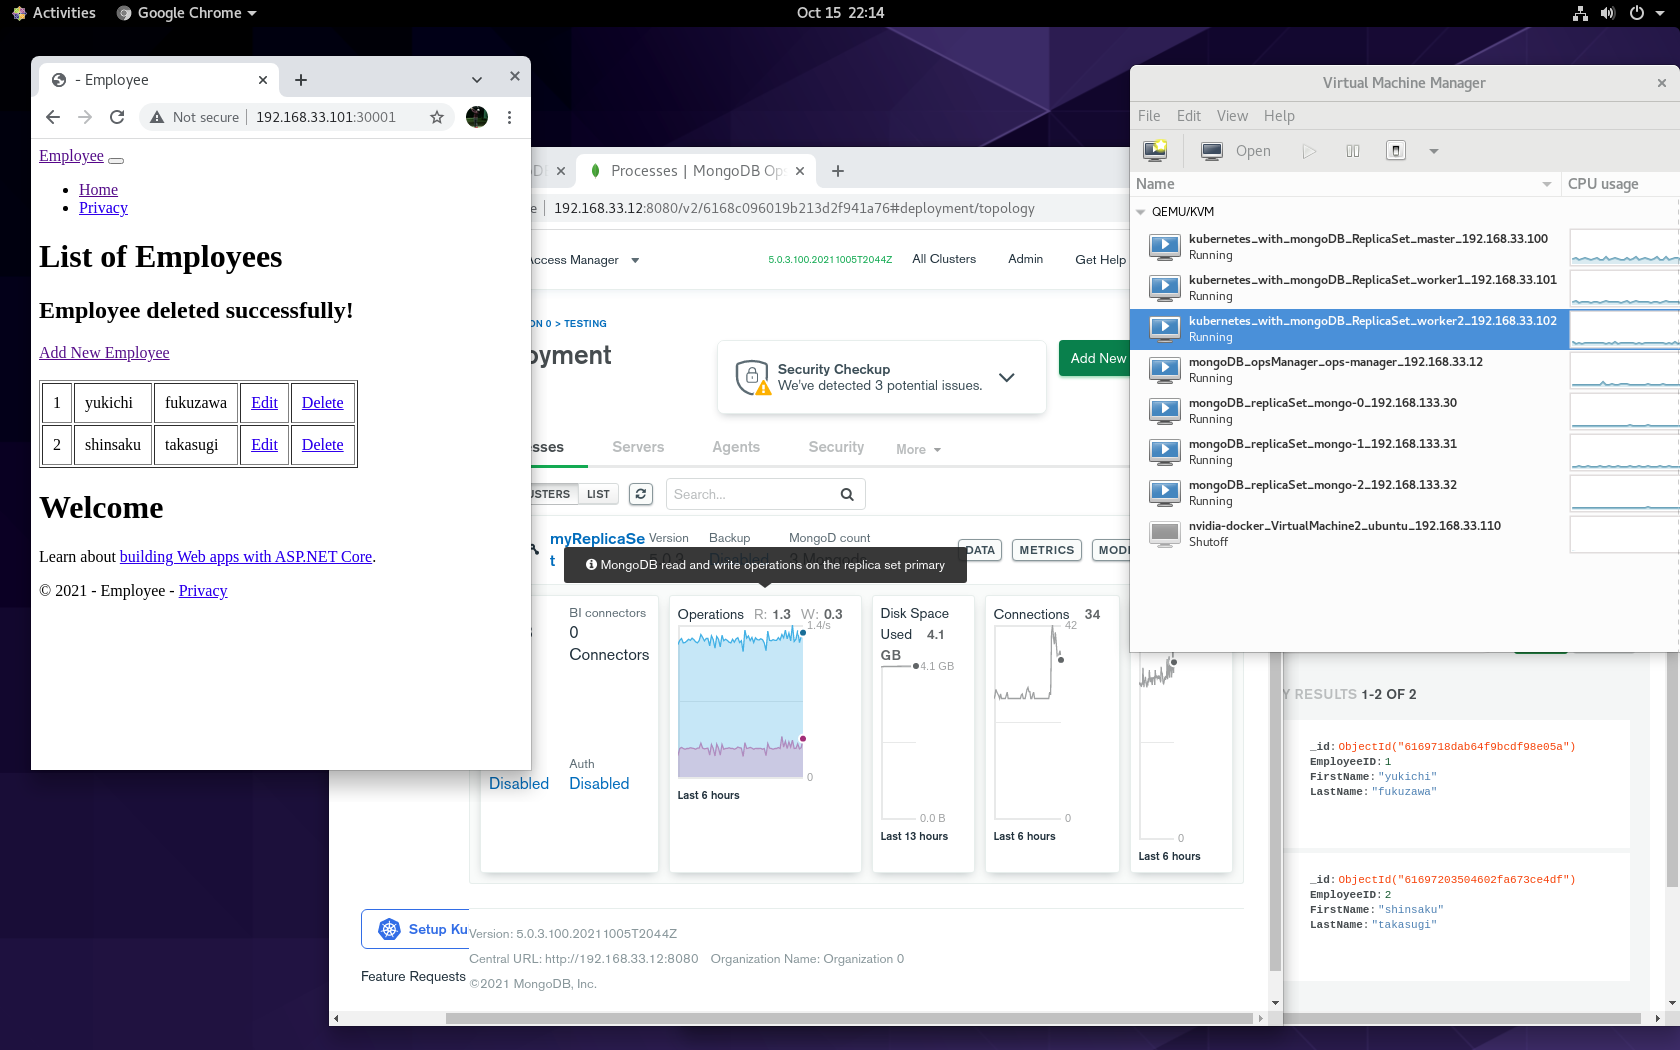 Activities
Google Chrome
Oct 15 22:14
- Employee
Not secure
192.168.33.101:30001
Employee
Home
Privacy
List of Employees
Employee deleted successfully!
Add New Employee
1 yukichi fukuzawa Edit Delete
2 shinsaku takasugi Edit Delete
Welcome
Learn about building Web apps with ASP.NET Core.
© 2021 - Employee - Privacy
Processes | MongoDB Op
192.168.33.12:8080/v2/6168c096019b213d2f941a76#deployment/topology
Access Manager
5.0.3.100.20211005T2044Z
All Clusters
Admin
Get Help
ON 0 > TESTING
oyment
Security Checkup
We've detected 3 potential issues.
Add New
esses
Servers
Agents
Security
More
USTERS
LIST
Search...
myReplicaSe
t
Version
Backup
MongoD count
DATA
METRICS
MOD
MongoDB read and write operations on the replica set primary
BI connectors
0
Connectors
Auth
Disabled
Disabled
Operations R: 1.3 W: 0.3
1.4/s
0
Last 6 hours
Disk Space
Used 4.1
GB
4.1 GB
0.0 B
Last 13 hours
Connections 34
42
0
Last 6 hours
0
Last 6 hours
Setup Ku
Feature Requests
Version: 5.0.3.100.20211005T2044Z
Central URL: http://192.168.33.12:8080 Organization Name: Organization 0
©2021 MongoDB, Inc.
Virtual Machine Manager
File Edit View Help
Open
Name
CPU usage
QEMU/KVM
kubernetes_with_mongoDB_ReplicaSet_master_192.168.33.100
Running
kubernetes_with_mongoDB_ReplicaSet_worker1_192.168.33.101
Running
kubernetes_with_mongoDB_ReplicaSet_worker2_192.168.33.102
Running
mongoDB_opsManager_ops-manager_192.168.33.12
Running
mongoDB_replicaSet_mongo-0_192.168.133.30
Running
mongoDB_replicaSet_mongo-1_192.168.133.31
Running
mongoDB_replicaSet_mongo-2_192.168.133.32
Running
nvidia-docker_VirtualMachine2_ubuntu_192.168.33.110
Shutoff
Y RESULTS 1-2 OF 2
_id: ObjectId("6169718dab64f9bcdf98e05a")
EmployeeID: 1
FirstName: "yukichi"
LastName: "fukuzawa"
_id: ObjectId("61697203504602fa673ce4df")
EmployeeID: 2
FirstName: "shinsaku"
LastName: "takasugi"